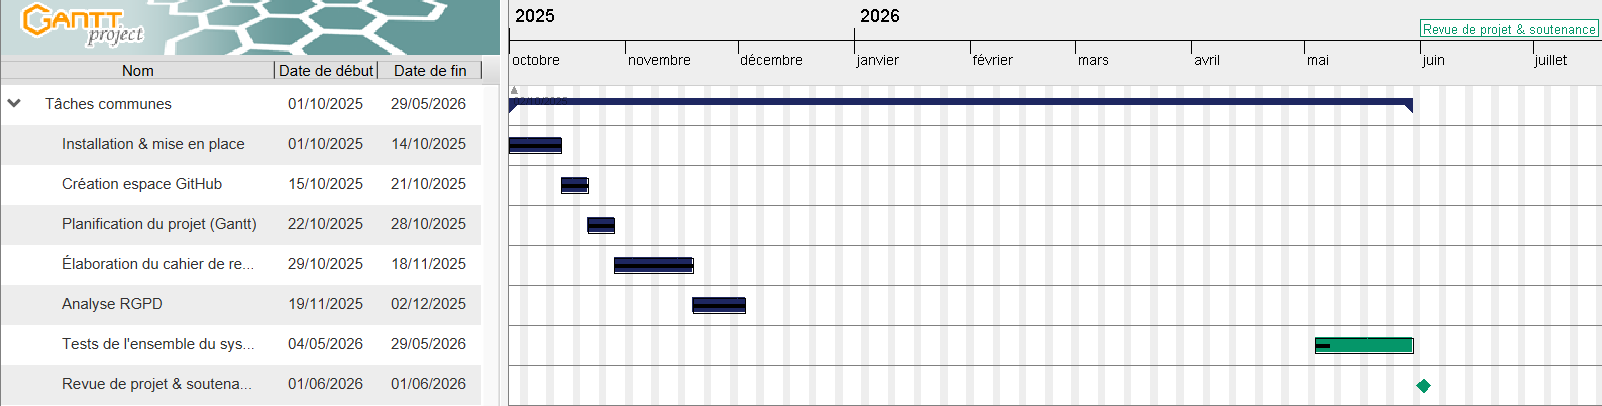 GANTT
project
2025
2026
Revue de projet & soutenance
octobre
novembre
décembre
janvier
février
mars
avril
mai
juin
juillet
Nom Date de début Date de fin
Tâches communes 01/10/2025 29/05/2026
02/10/2025
Installation & mise en place 01/10/2025 14/10/2025
Création espace GitHub 15/10/2025 21/10/2025
Planification du projet (Gantt) 22/10/2025 28/10/2025
Élaboration du cahier de re... 29/10/2025 18/11/2025
Analyse RGPD 19/11/2025 02/12/2025
Tests de l'ensemble du sys... 04/05/2026 29/05/2026
Revue de projet & soutena... 01/06/2026 01/06/2026